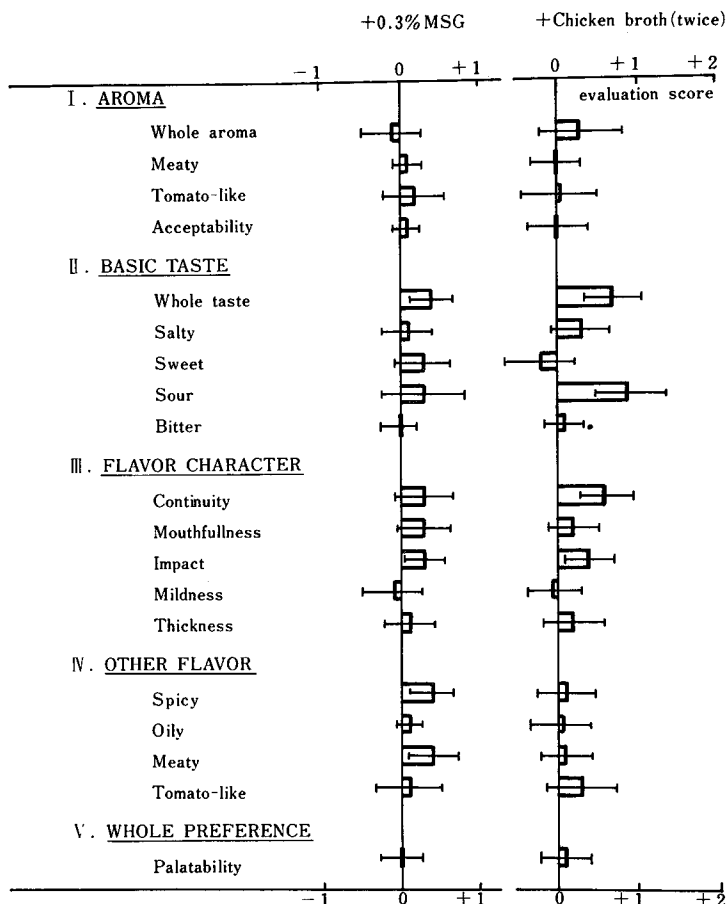 +0.3% MSG +Chicken broth (twice)
−1 0 +1 0 +1 +2
evaluation score
I. AROMA
Whole aroma
Meaty
Tomato-like
Acceptability
II. BASIC TASTE
Whole taste
Salty
Sweet
Sour
Bitter
III. FLAVOR CHARACTER
Continuity
Mouthfullness
Impact
Mildness
Thickness
IV. OTHER FLAVOR
Spicy
Oily
Meaty
Tomato-like
V. WHOLE PREFERENCE
Palatability
−1 0 +1 0 +1 +2